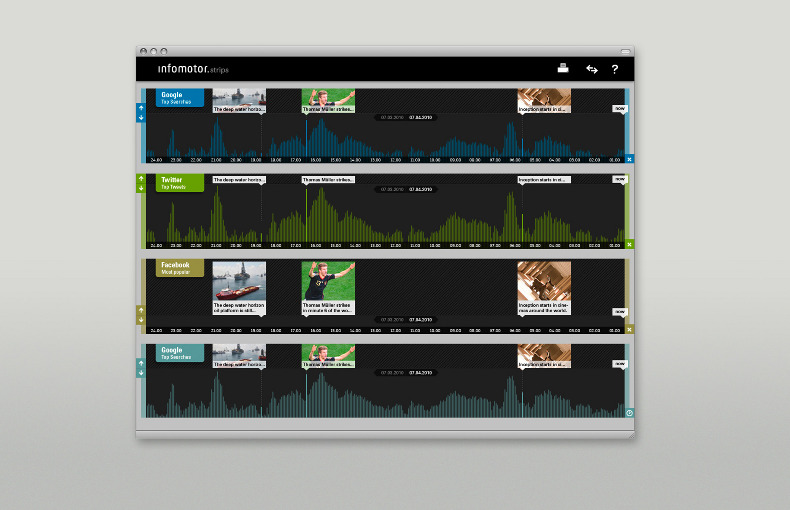 infomotor.strips
?
Google
Top Searches
The deep water horizo...
Thomas Müller strikes...
Inception starts in ci...
now
07.03.2010 07.04.2010
24.00 23.00 22.00 21.00 20.00 19.00 18.00 17.00 16.00 15.00 14.00 13.00 12.00 11.00 10.00 09.00 08.00 07.00 06.00 05.00 04.00 03.00 02.00 01.00
Twitter
Top Tweets
The deep water horizo...
Thomas Müller strikes...
Inception starts in ci...
now
07.03.2010 07.04.2010
24.00 23.00 22.00 21.00 20.00 19.00 18.00 17.00 16.00 15.00 14.00 13.00 12.00 11.00 10.00 09.00 08.00 07.00 06.00 05.00 04.00 03.00 02.00 01.00
Facebook
Most popular
The deep water horizon
oil platform is still...
Thomas Müller strikes
in minute 6 of the wo...
Inception starts in cine-
mas around the world.
now
07.03.2010 07.04.2010
24.00 23.00 22.00 21.00 20.00 19.00 18.00 17.00 16.00 15.00 14.00 13.00 12.00 11.00 10.00 09.00 08.00 07.00 06.00 05.00 04.00 03.00 02.00 01.00
Google
Top Searches
The deep water horizo...
Thomas Müller strikes...
Inception starts in ci...
now
07.03.2010 07.04.2010